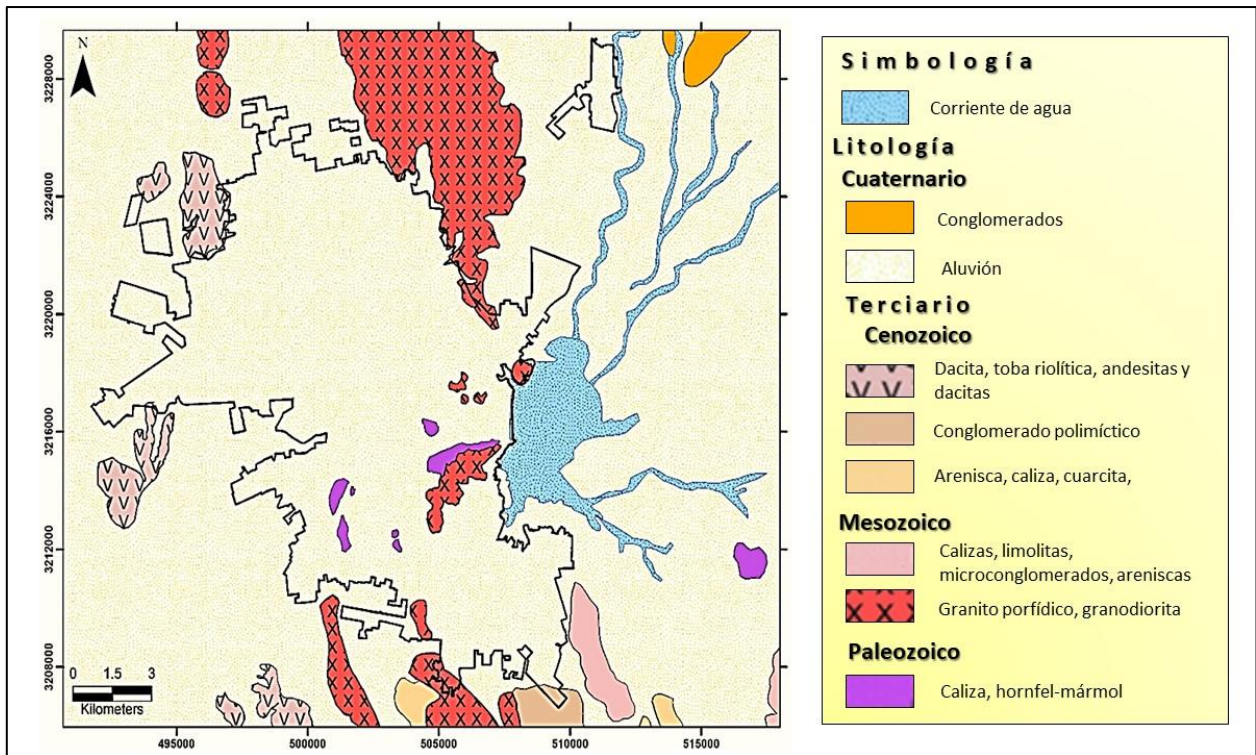 N
3228000
3224000
3220000
3216000
3212000
3208000
0 1.5 3
Kilometers
495000 500000 505000 510000 515000
Simbología
Corriente de agua
Litología
Cuaternario
Conglomerados
Aluvión
Terciario
Cenozoico
Dacita, toba riolítica, andesitas y
dacitas
Conglomerado polimíctico
Arenisca, caliza, cuarcita,
Mesozoico
Calizas, limolitas,
microconglomerados, areniscas
Granito porfídico, granodiorita
Paleozoico
Caliza, hornfel-mármol